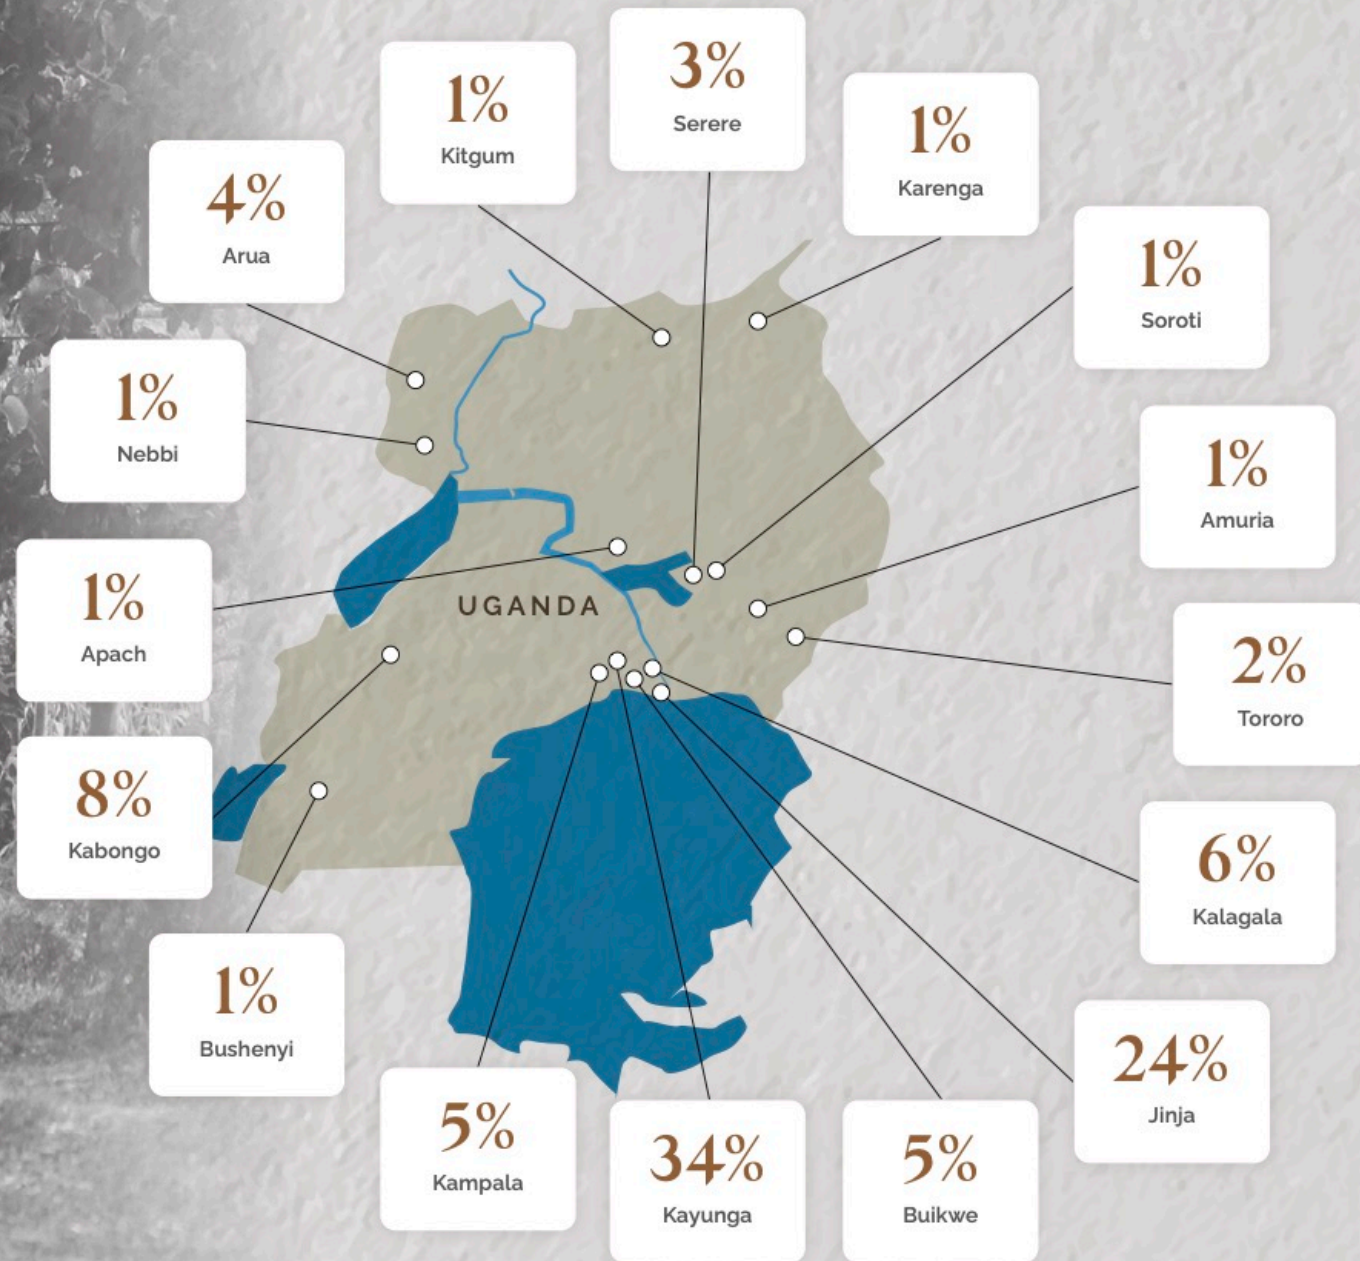 3%
Serere
1%
Kitgum
1%
Karenga
4%
Arua
1%
Soroti
1%
Nebbi
1%
Amuria
1%
Apach
UGANDA
2%
Tororo
8%
Kabongo
6%
Kalagala
1%
Bushenyi
24%
Jinja
5%
Kampala
34%
Kayunga
5%
Buikwe